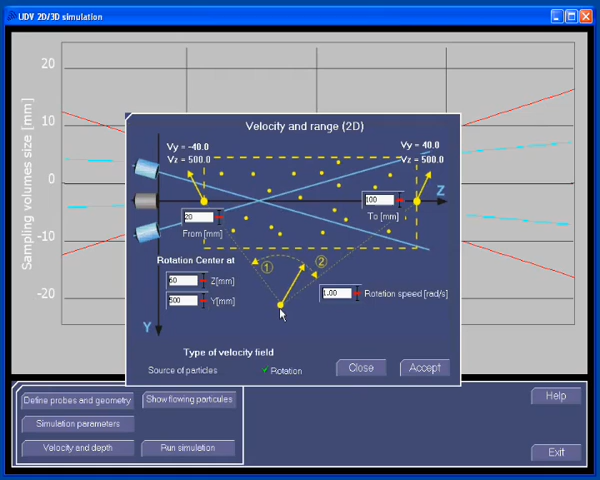 UDV 2D/3D simulation
Sampling volumes size [mm]
20
10
0
-10
-20
Velocity and range (2D)
Vy = -40.0
Vz = 500.0
Vy = 40.0
Vz = 500.0
Z
100
To [mm]
20
From [mm]
Rotation Center at
60
Z[mm]
500
Y[mm]
1
2
1.00
Rotation speed [rad/s]
Y
Type of velocity field
Source of particles
Rotation
Close
Accept
Define probes and geometry
Show flowing particules
Simulation parameters
Velocity and depth
Run simulation
Help
Exit